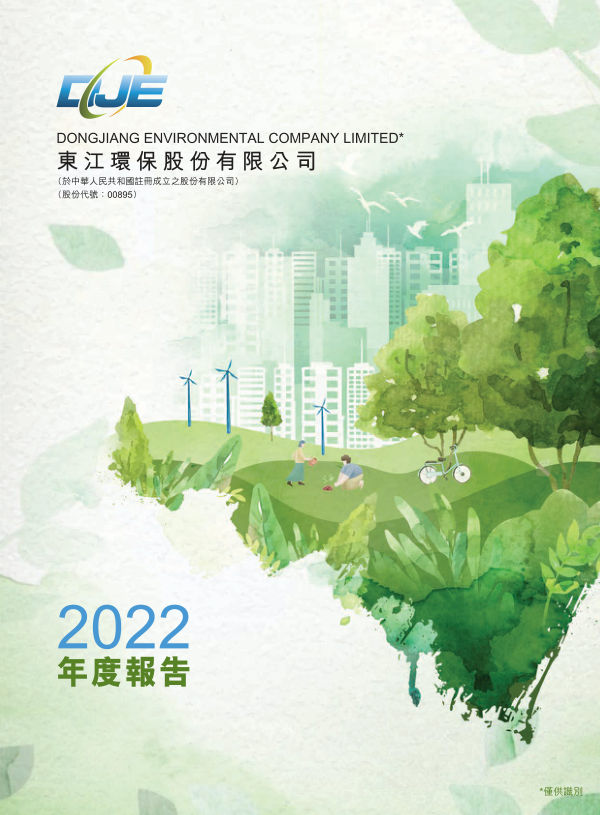 DJE
DONGJIANG ENVIRONMENTAL COMPANY LIMITED*
東江環保股份有限公司
（於中華人民共和國註冊成立之股份有限公司）
（股份代號：00895）
2022
年度報告
*僅供識別